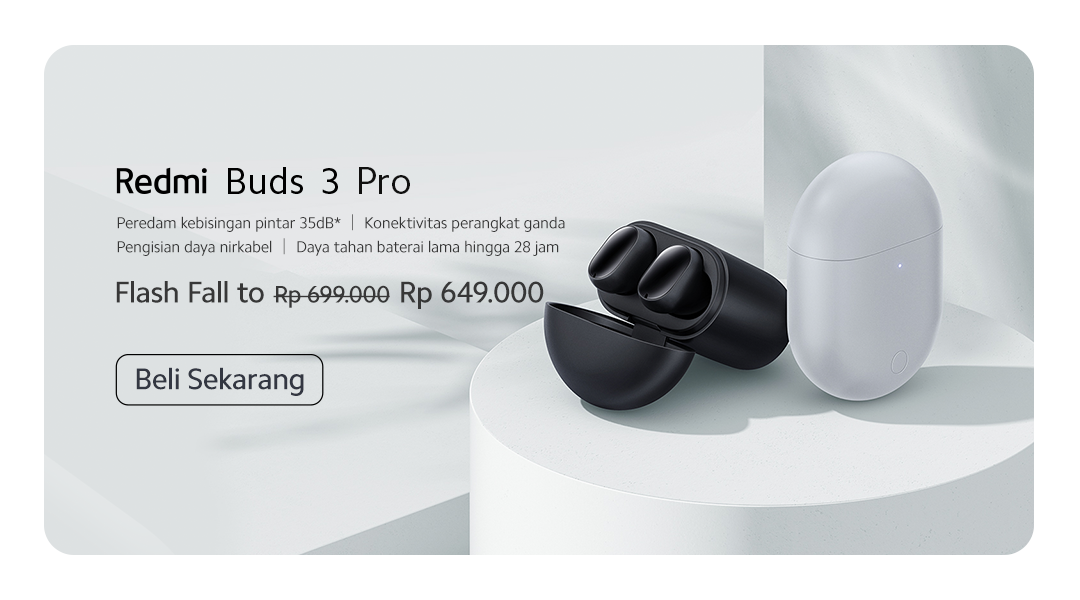 Redmi Buds 3 Pro
Peredam kebisingan pintar 35dB* | Konektivitas perangkat ganda
Pengisian daya nirkabel | Daya tahan baterai lama hingga 28 jam
Flash Fall to Rp 699.000 Rp 649.000
Beli Sekarang